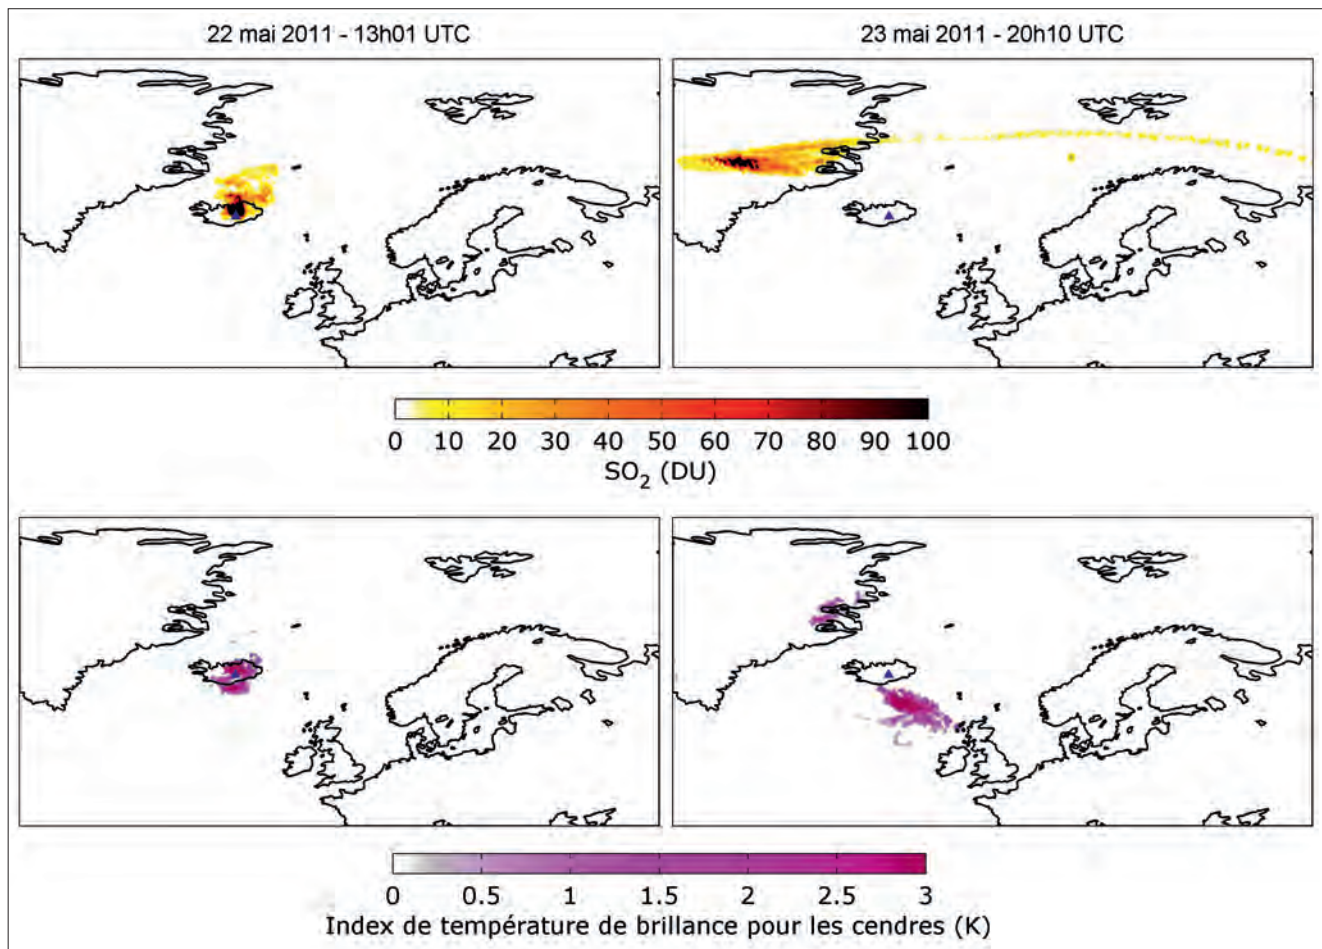 22 mai 2011 - 13h01 UTC
23 mai 2011 - 20h10 UTC
0 10 20 30 40 50 60 70 80 90 100
SO₂ (DU)
0 0.5 1 1.5 2 2.5 3
Index de température de brillance pour les cendres (K)